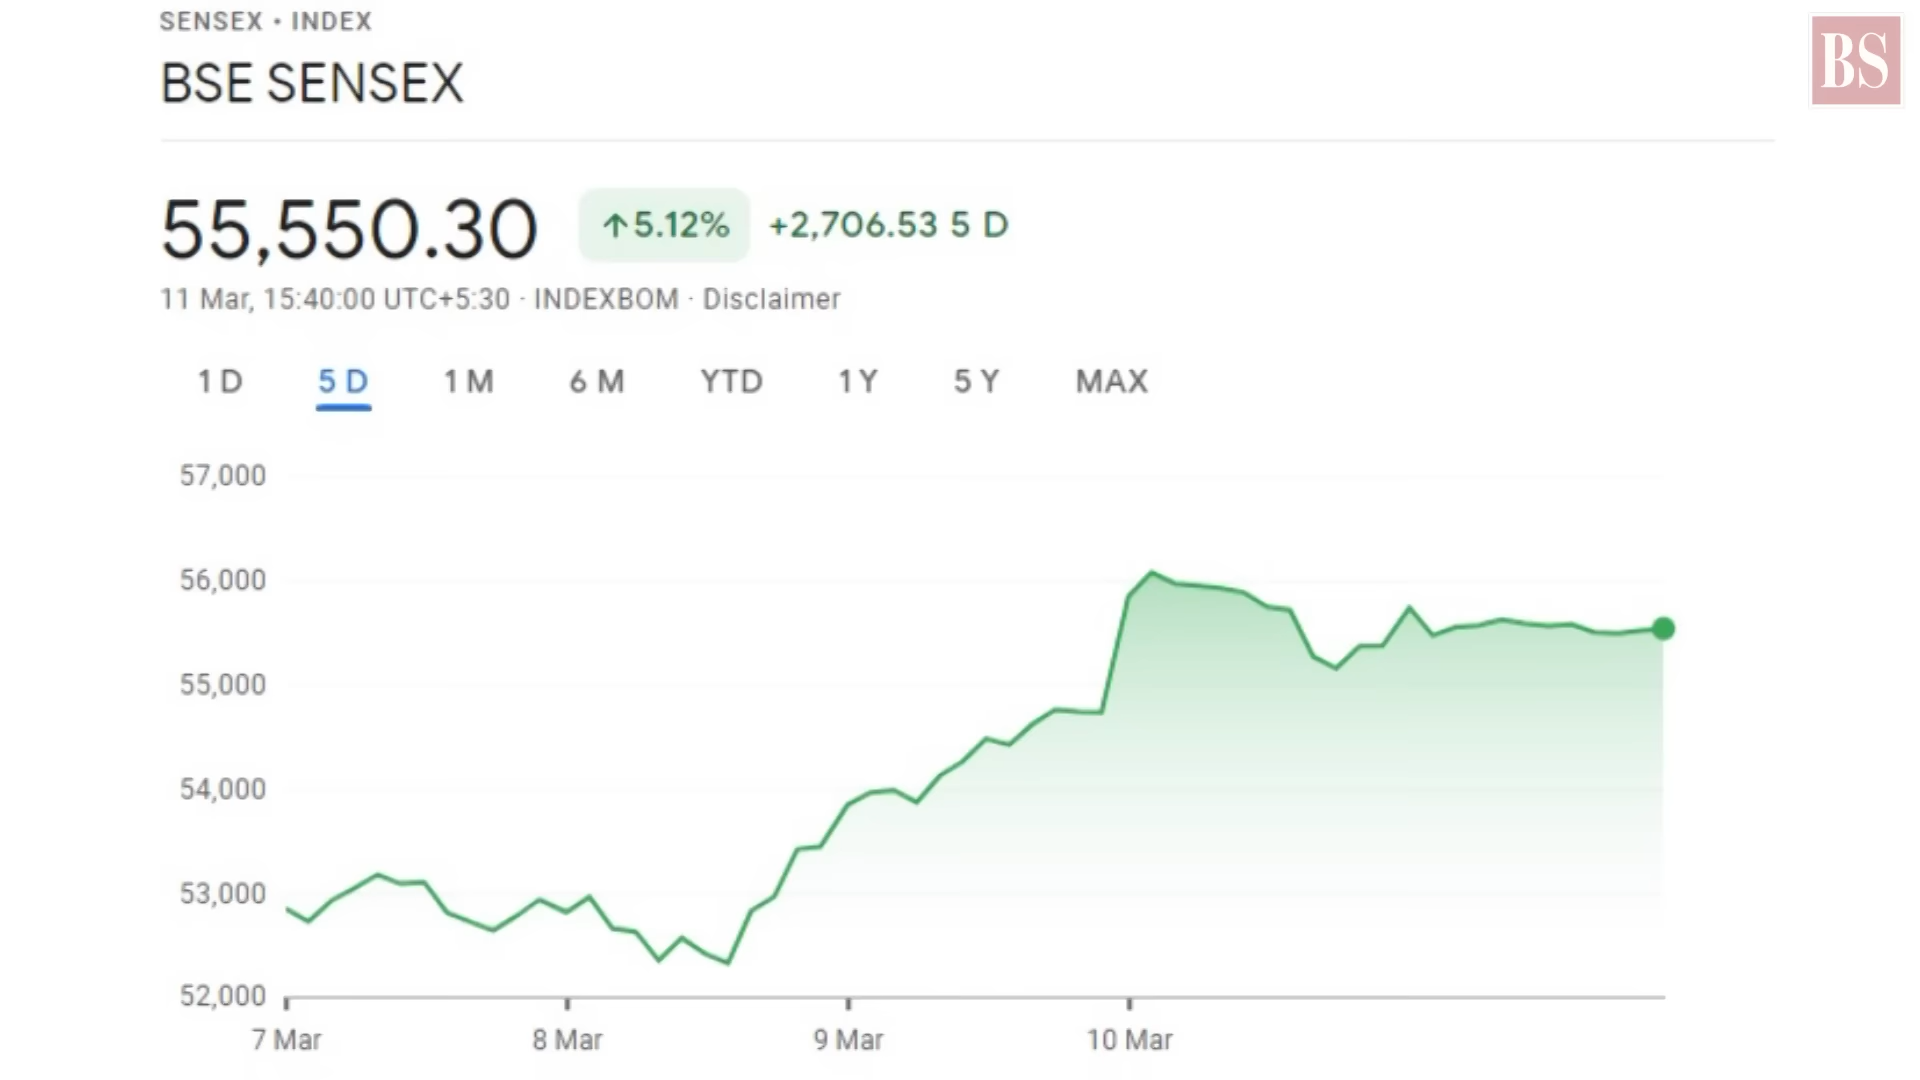 SENSEX • INDEX
BS
BSE SENSEX
55,550.30 ↑5.12% +2,706.53 5 D
11 Mar, 15:40:00 UTC+5:30 · INDEXBOM · Disclaimer
1 D 5 D 1 M 6 M YTD 1 Y 5 Y MAX
57,000
56,000
55,000
54,000
53,000
52,000
7 Mar 8 Mar 9 Mar 10 Mar